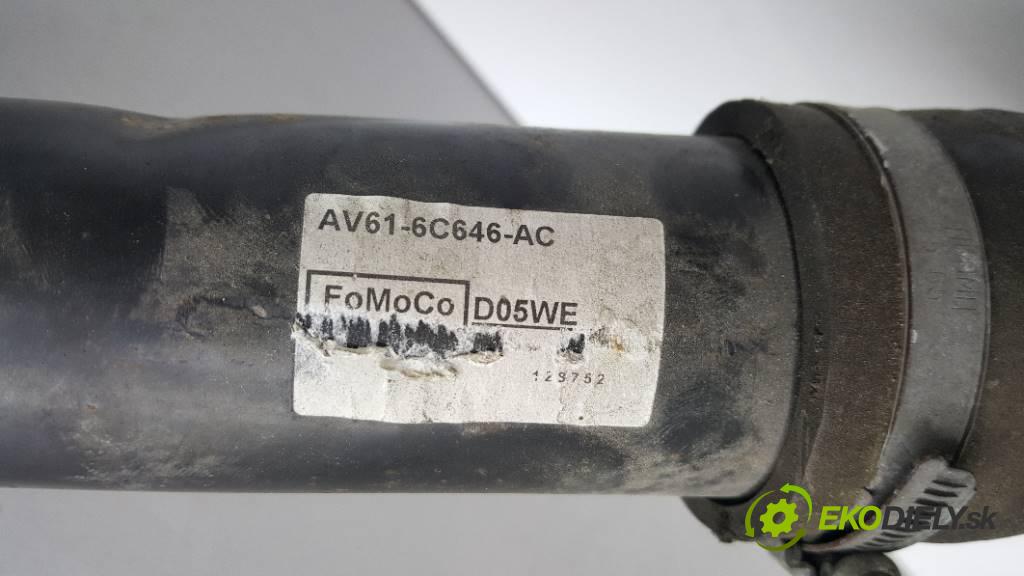 AV61-6C646-AC
FoMoCo D05WE
123752
EKODIELY.sk